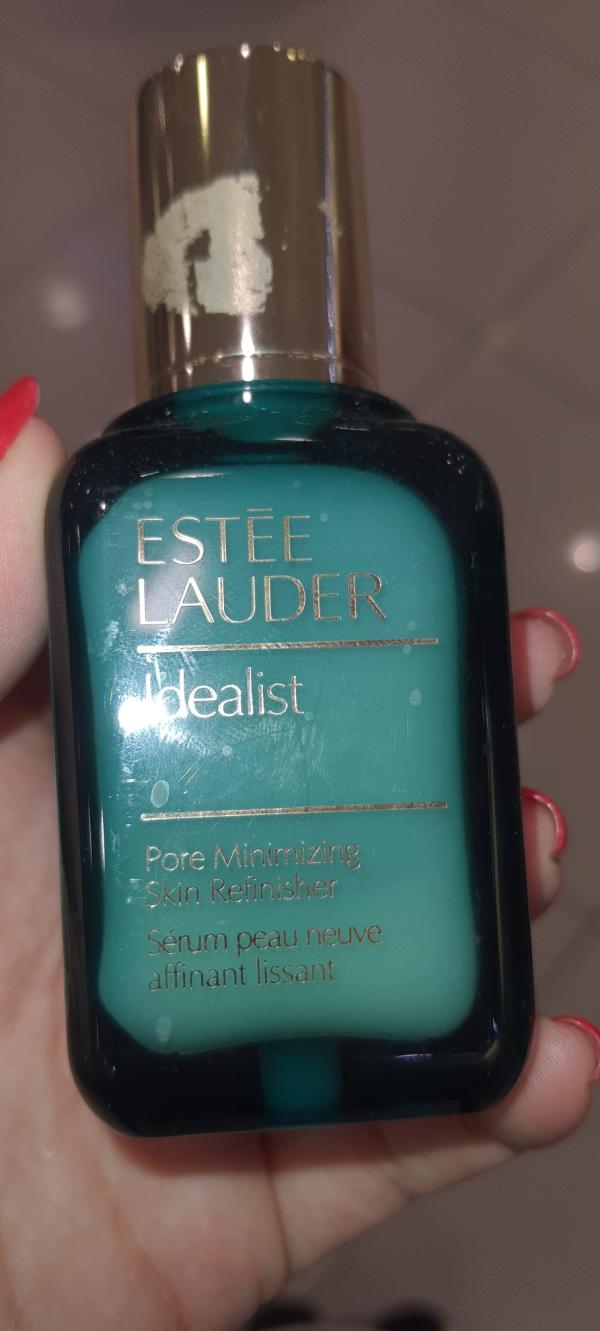 ESTĒE
LAUDER
Idealist
Pore Minimizing
Skin Refinisher
Sérum peau neuve
affinant lissant